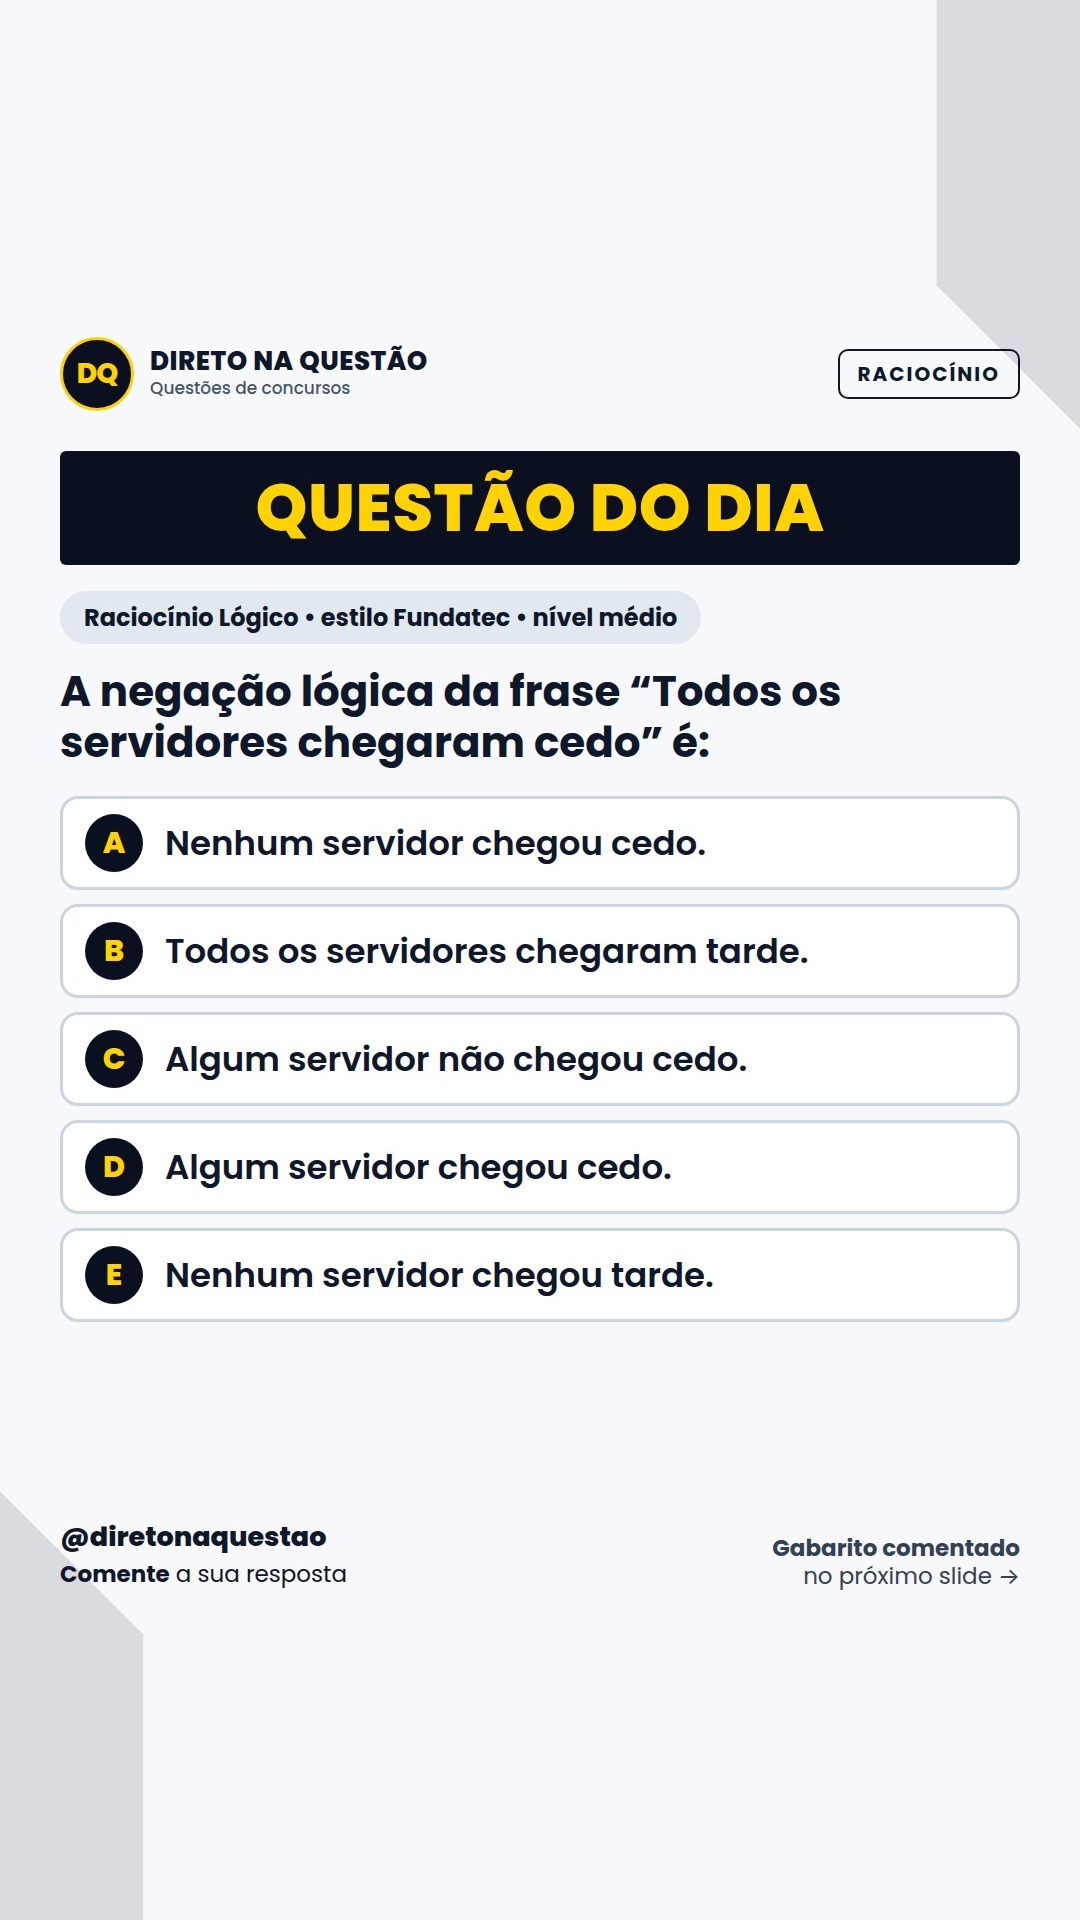 DQ
DIRETO NA QUESTÃO
Questões de concursos
RACIOCÍNIO
QUESTÃO DO DIA
Raciocínio Lógico • estilo Fundatec • nível médio
A negação lógica da frase “Todos os
servidores chegaram cedo” é:
A Nenhum servidor chegou cedo.
B Todos os servidores chegaram tarde.
C Algum servidor não chegou cedo.
D Algum servidor chegou cedo.
E Nenhum servidor chegou tarde.
@diretonaquestao
Comente a sua resposta
Gabarito comentado
no próximo slide →